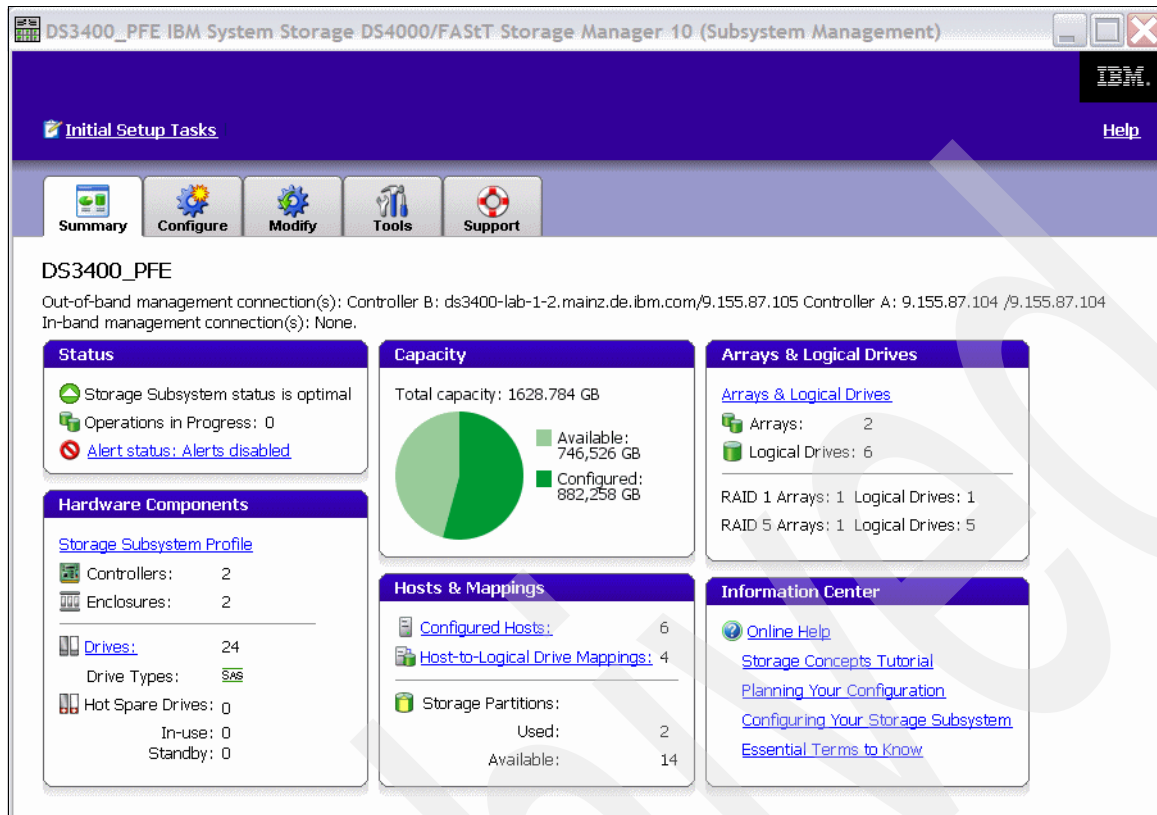 DS3400_PFE IBM System Storage DS4000/FAStT Storage Manager 10 (Subsystem Management)
IBM.
Initial Setup Tasks
Help
Summary
Configure
Modify
Tools
Support
DS3400_PFE
Out-of-band management connection(s): Controller B: ds3400-lab-1-2.mainz.de.ibm.com/9.155.87.105 Controller A: 9.155.87.104 /9.155.87.104
In-band management connection(s): None.
Status
Storage Subsystem status is optimal
Operations in Progress: 0
Alert status: Alerts disabled
Hardware Components
Storage Subsystem Profile
Controllers: 2
Enclosures: 2
Drives: 24
Drive Types: SAS
Hot Spare Drives: 0
In-use: 0
Standby: 0
Capacity
Total capacity: 1628.784 GB
Available:
746,526 GB
Configured:
882,258 GB
Hosts & Mappings
Configured Hosts: 6
Host-to-Logical Drive Mappings: 4
Storage Partitions:
Used: 2
Available: 14
Arrays & Logical Drives
Arrays & Logical Drives
Arrays: 2
Logical Drives: 6
RAID 1 Arrays: 1 Logical Drives: 1
RAID 5 Arrays: 1 Logical Drives: 5
Information Center
Online Help
Storage Concepts Tutorial
Planning Your Configuration
Configuring Your Storage Subsystem
Essential Terms to Know